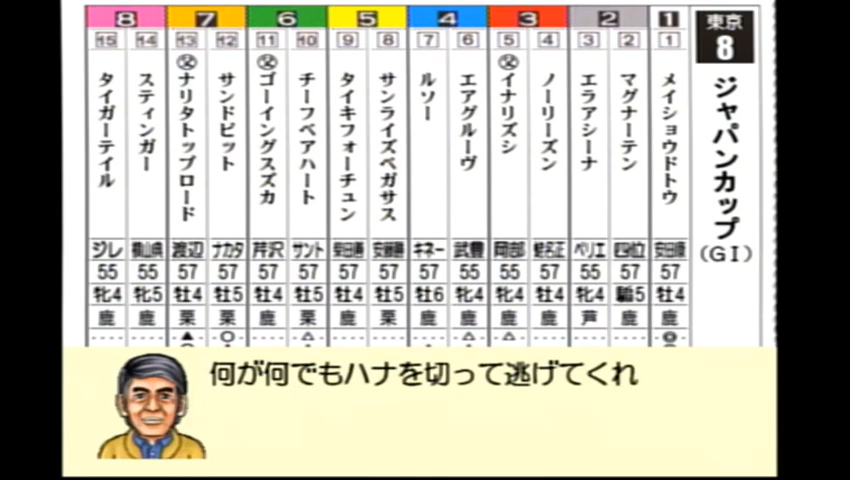 東京
8
ジャパンカップ
(GⅠ)
1
1
メイショウドトウ
安田康
57
牡4
鹿
◎
2
2
マグナーテン
四位
57
騸5
鹿
3
エラアシーナ
ペリエ
55
牝4
芦
3
4
ノーリーズン
蛯名正
57
牡4
鹿
5
父
イナリズシ
岡部
55
牝4
鹿
△
4
6
エアグルーヴ
武豊
55
牝4
鹿
△
7
ルソー
キネー
57
牡6
鹿
5
8
サンライズペガサス
安藤勝
57
牡5
栗
9
タイキフォーチュン
柴田善
57
牡4
鹿
6
10
チーフベアハート
サント
57
牡5
栗
△
11
父
ゴーイングスズカ
芹沢
57
牡4
鹿
7
12
サンドピット
ナカタ
57
牡5
栗
○
13
父
ナリタトップロード
渡辺
57
牡4
栗
▲
8
14
スティンガー
横山典
55
牝5
鹿
15
タイガーテイル
ジレ
55
牝4
鹿
何が何でもハナを切って逃げてくれ